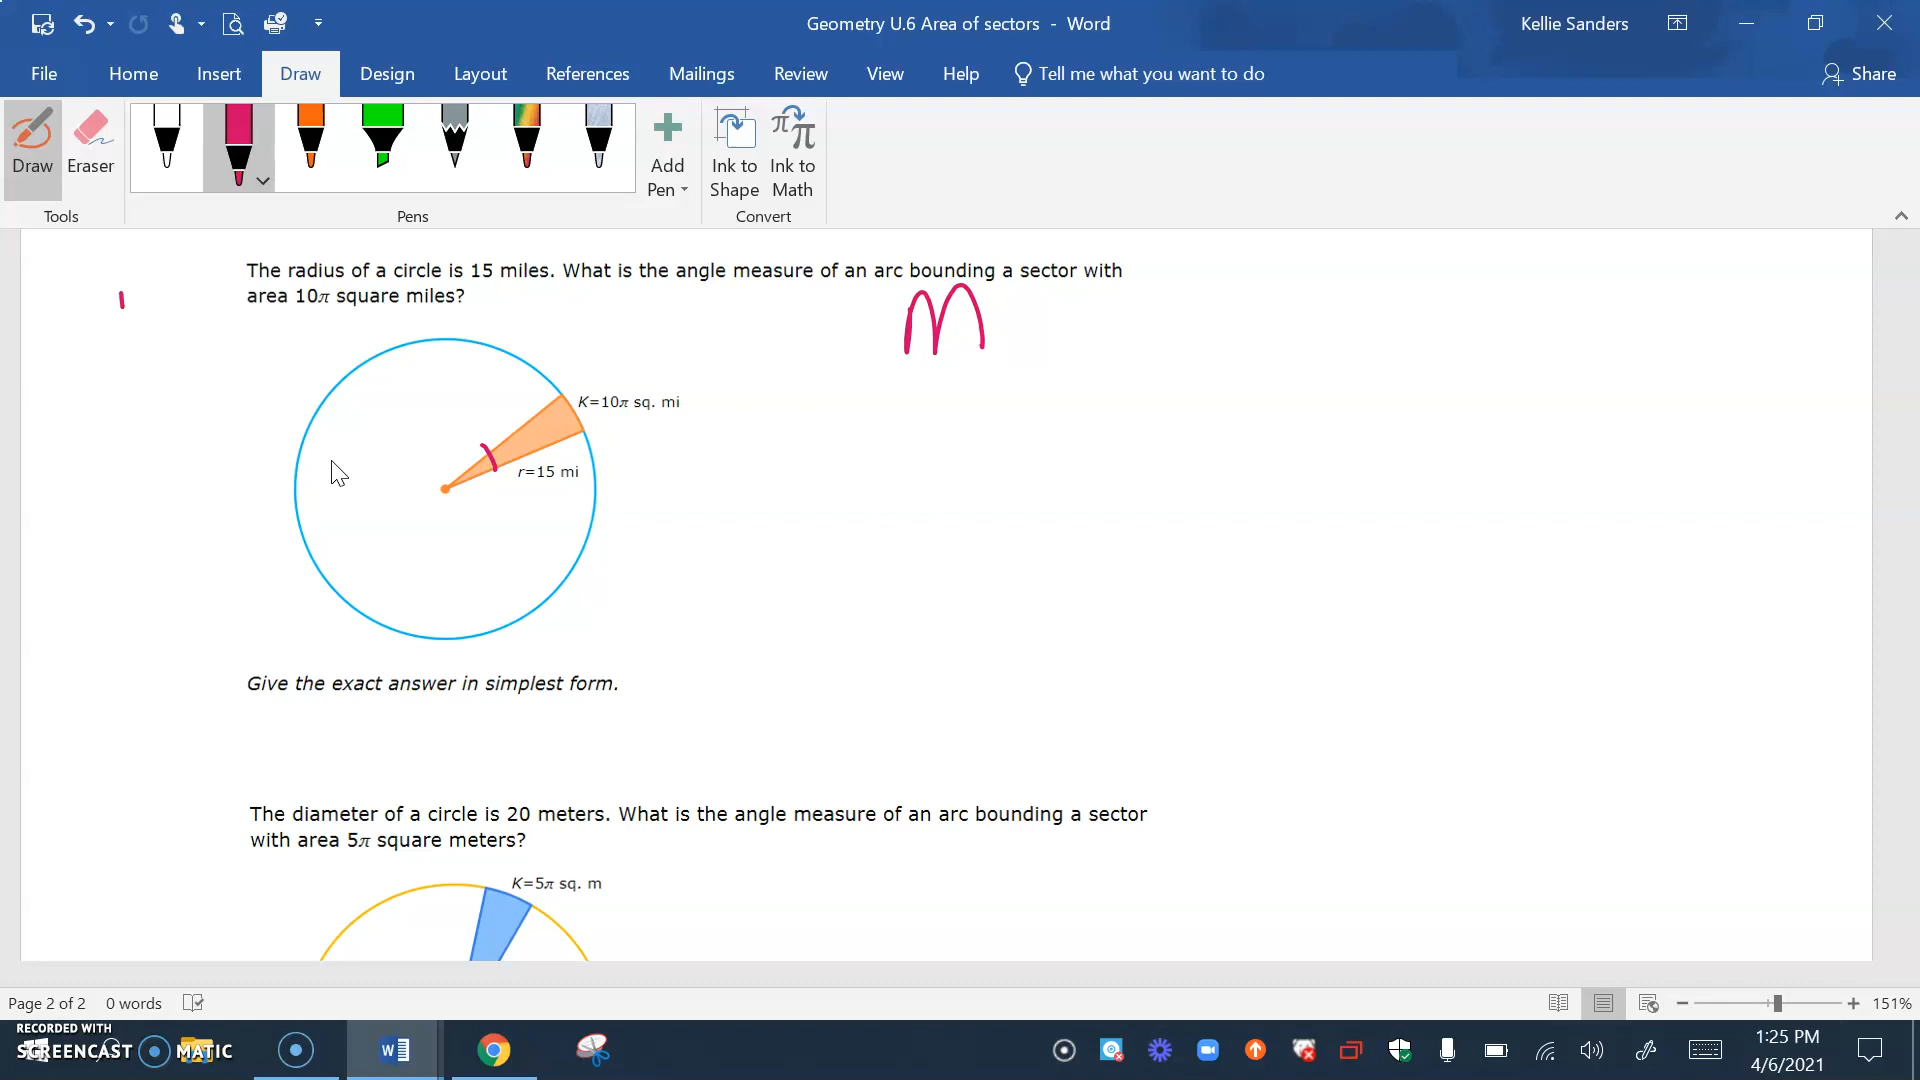 Geometry U.6 Area of sectors - Word
Kellie Sanders
File Home Insert Draw Design Layout References Mailings Review View Help Tell me what you want to do Share
Draw Eraser Add Pen Ink to Shape Ink to Math
Tools Pens Convert
The radius of a circle is 15 miles. What is the angle measure of an arc bounding a sector with
area 10π square miles?
m
K=10π sq. mi
r=15 mi
Give the exact answer in simplest form.
The diameter of a circle is 20 meters. What is the angle measure of an arc bounding a sector
with area 5π square meters?
K=5π sq. m
Page 2 of 2 0 words 151%
RECORDED WITH
SCREENCAST MATIC
1:25 PM
4/6/2021